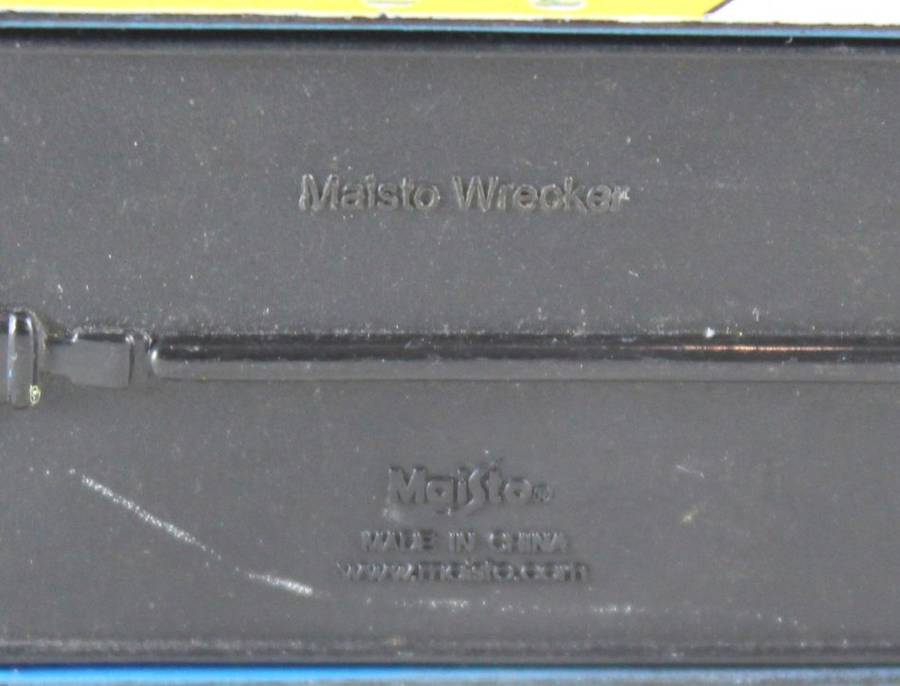 Maisto Wrecker
Maisto®
MADE IN CHINA
www.maisto.com